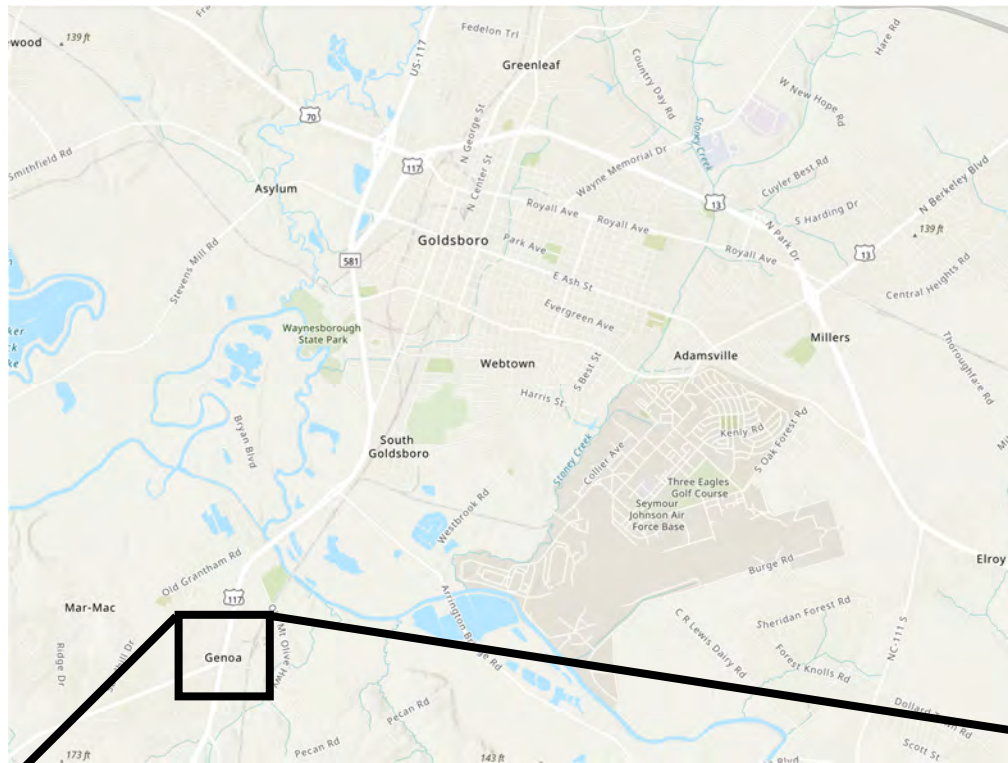 Fedelon Trl
ewood
139 ft
US-117
Greenleaf
Country Day Rd
Hare Rd
W New Hope Rd
70
N George St
Stoney Creek
Smithfield Rd
117
N Center St
Wayne Memorial Dr
Cuyler Best Rd
N Berkeley Blvd
Asylum
13
Royall Ave
Royall Ave
S Harding Dr
N Park Dr
139 ft
Goldsboro
Park Ave
Royall Ave
13
581
E Ash St
Stevens Mill Rd
Central Heights Rd
Evergreen Ave
Waynesborough
State Park
Millers
Webtown
Adamsville
Thoroughfare Rd
S Best St
Harris St
Bryan Blvd
Kenly Rd
South
Goldsboro
Stoney Creek
Collier Ave
S Oak Forest Rd
Three Eagles
Golf Course
Westbrook Rd
Seymour
Johnson Air
Force Base
Old Grantham Rd
Burge Rd
Elroy
117
Mar-Mac
Arrington Bridge Rd
C R Lewis Dairy Rd
Sheridan Forest Rd
Mt Olive Hwy
NC-111 S
Genoa
Ridge Dr
Forest Knolls Rd
Pecan Rd
Dollard Rd
Pecan Rd
Scott St
173 ft
143 ft
Blvd